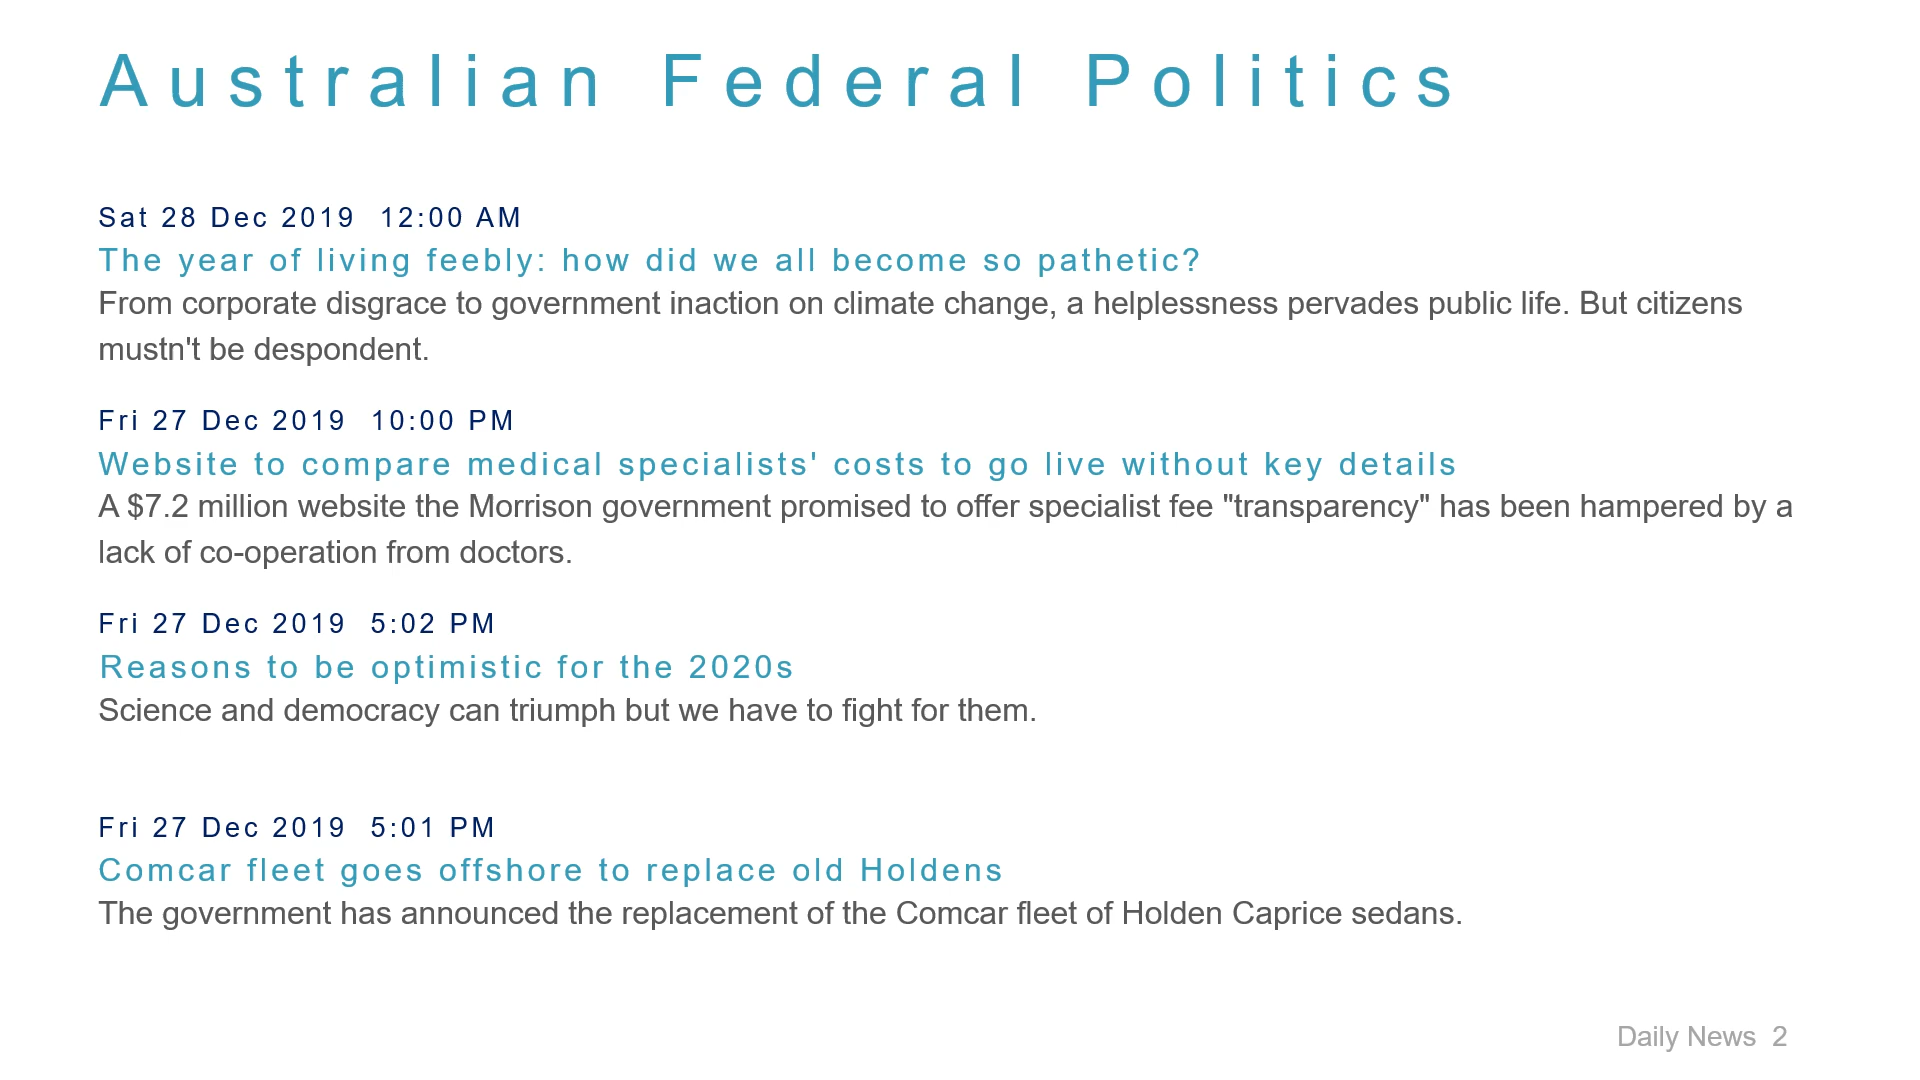 Australian Federal Politics
Sat 28 Dec 2019 12:00 AM
The year of living feebly: how did we all become so pathetic?
From corporate disgrace to government inaction on climate change, a helplessness pervades public life. But citizens
mustn't be despondent.
Fri 27 Dec 2019 10:00 PM
Website to compare medical specialists' costs to go live without key details
A $7.2 million website the Morrison government promised to offer specialist fee "transparency" has been hampered by a
lack of co-operation from doctors.
Fri 27 Dec 2019 5:02 PM
Reasons to be optimistic for the 2020s
Science and democracy can triumph but we have to fight for them.
Fri 27 Dec 2019 5:01 PM
Comcar fleet goes offshore to replace old Holdens
The government has announced the replacement of the Comcar fleet of Holden Caprice sedans.
Daily News 2